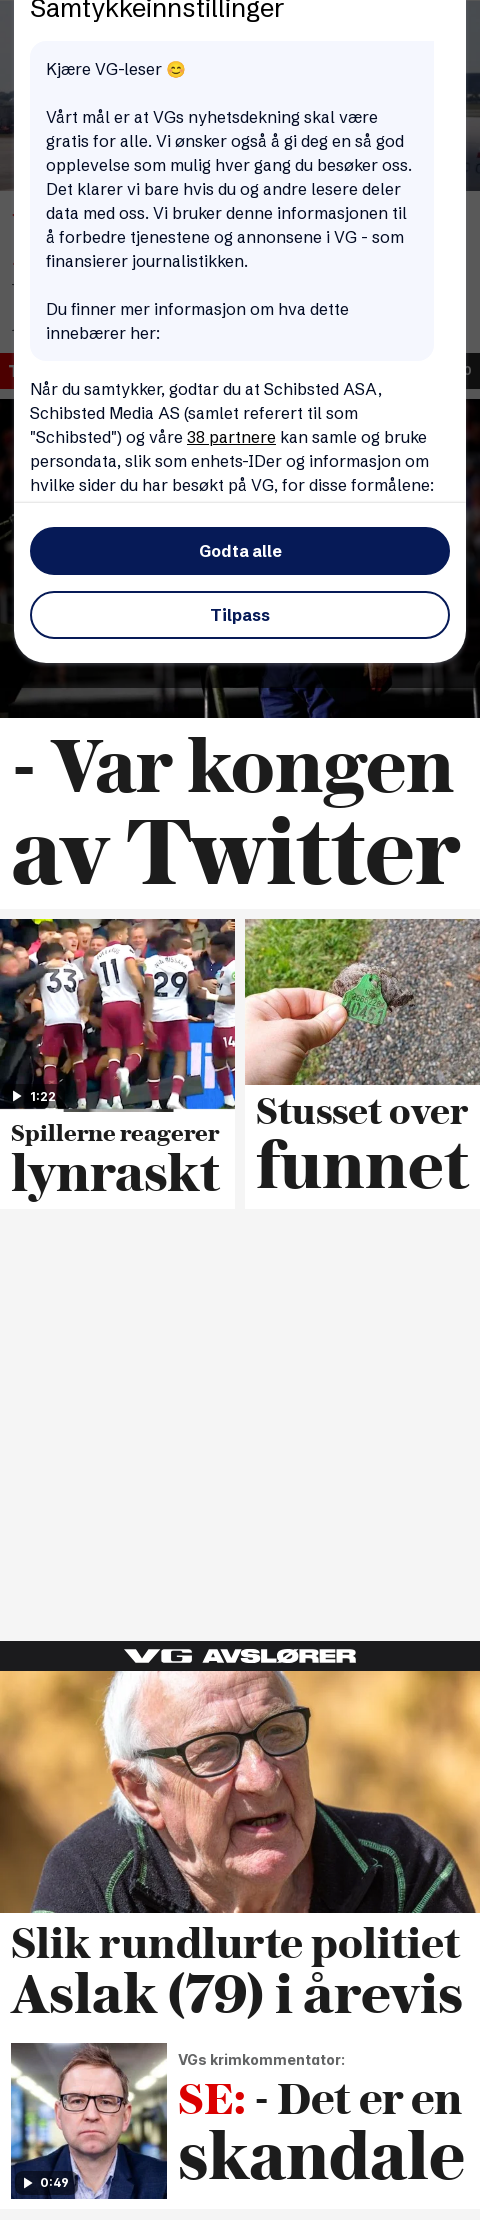 Samtykkeinnstillinger
Kjære VG-leser 😊
Vårt mål er at VGs nyhetsdekning skal være
gratis for alle. Vi ønsker også å gi deg en så god
opplevelse som mulig hver gang du besøker oss.
Det klarer vi bare hvis du og andre lesere deler
data med oss. Vi bruker denne informasjonen til
å forbedre tjenestene og annonsene i VG - som
finansierer journalistikken.
Du finner mer informasjon om hva dette
innebærer her:
Når du samtykker, godtar du at Schibsted ASA,
Schibsted Media AS (samlet referert til som
"Schibsted") og våre 38 partnere kan samle og bruke
persondata, slik som enhets-IDer og informasjon om
hvilke sider du har besøkt på VG, for disse formålene:
Godta alle
Tilpass
- Var kongen
av Twitter
33
11
29
14
1:22
Spillerne reagerer
lynraskt
Stusset over
funnet
VG AVSLØRER
Slik rundlurte politiet
Aslak (79) i årevis
VGs krimkommentator:
SE: - Det er en
skandale
0:49